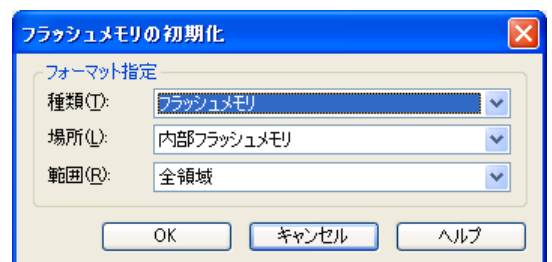 フラッシュメモリの初期化
フォーマット指定
種類(T): フラッシュメモリ
場所(L): 内部フラッシュメモリ
範囲(R): 全領域
OK キャンセル ヘルプ